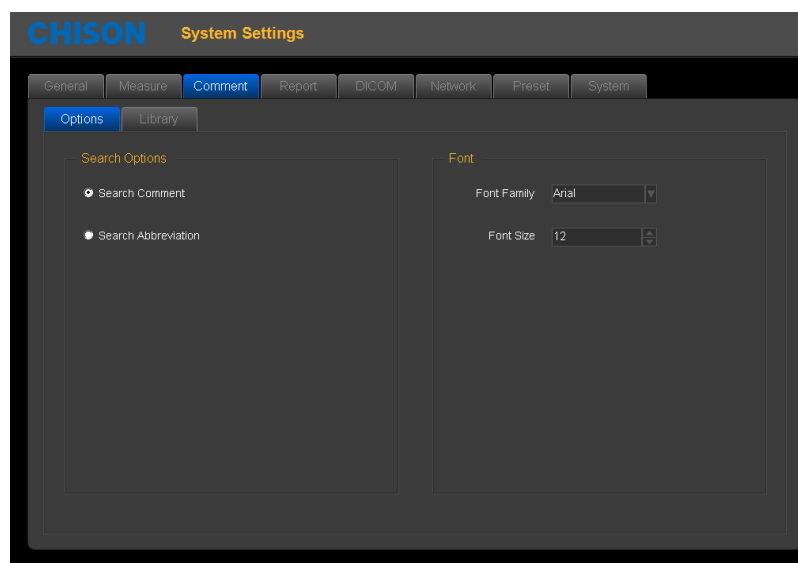 CHISON System Settings
General Measure Comment Report DICOM Network Preset System
Options Library
Search Options
Search Comment
Search Abbreviation
Font
Font Family Arial
Font Size 12